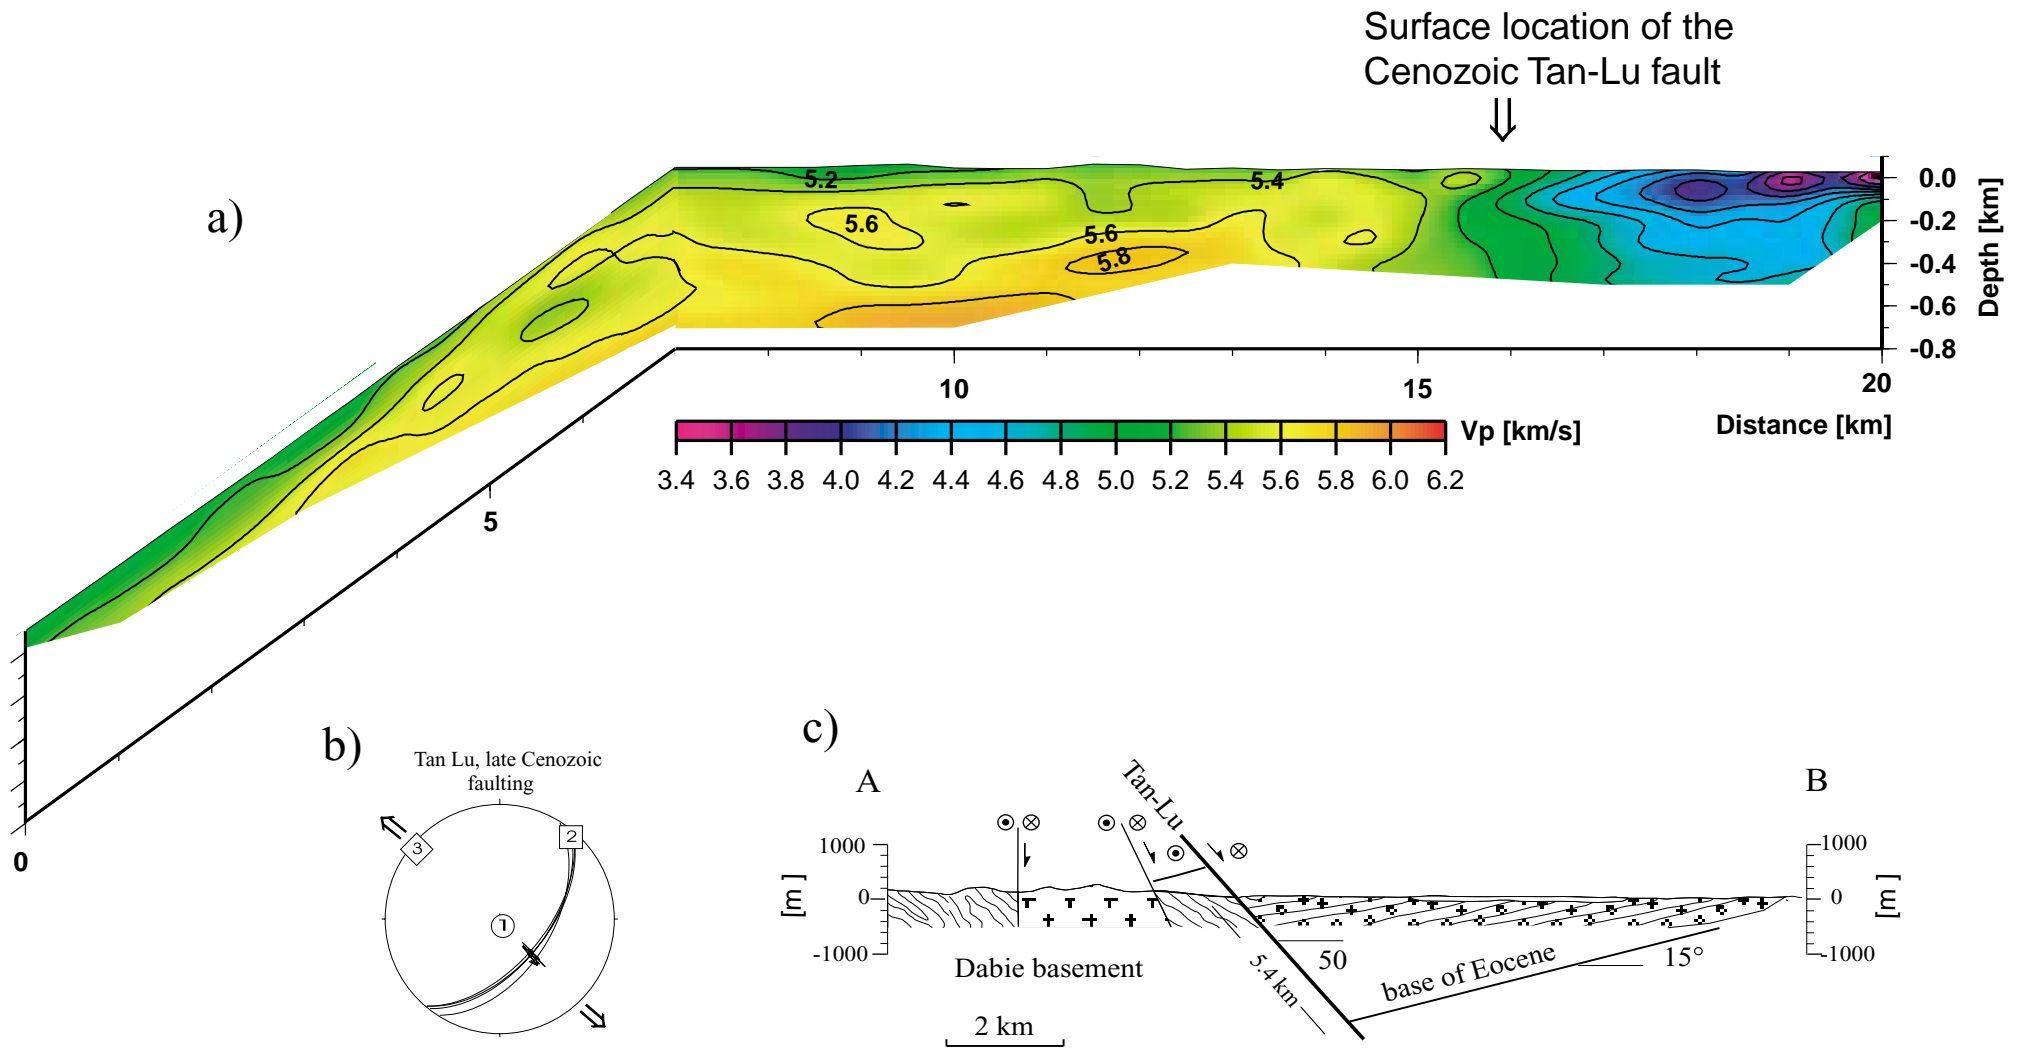 Surface location of the
Cenozoic Tan-Lu fault
a)
5.2
5.4
5.6
5.6
5.8
0.0
-0.2
-0.4
-0.6
-0.8
Depth [km]
10
15
20
5
0
Distance [km]
Vp [km/s]
3.4 3.6 3.8 4.0 4.2 4.4 4.6 4.8 5.0 5.2 5.4 5.6 5.8 6.0 6.2
b)
Tan Lu, late Cenozoic
faulting
3
2
1
c)
A
B
Tan-Lu
1000
0
-1000
[m ]
1000
0
-1000
[m ]
Dabie basement
50
5.4 km
base of Eocene
15°
2 km